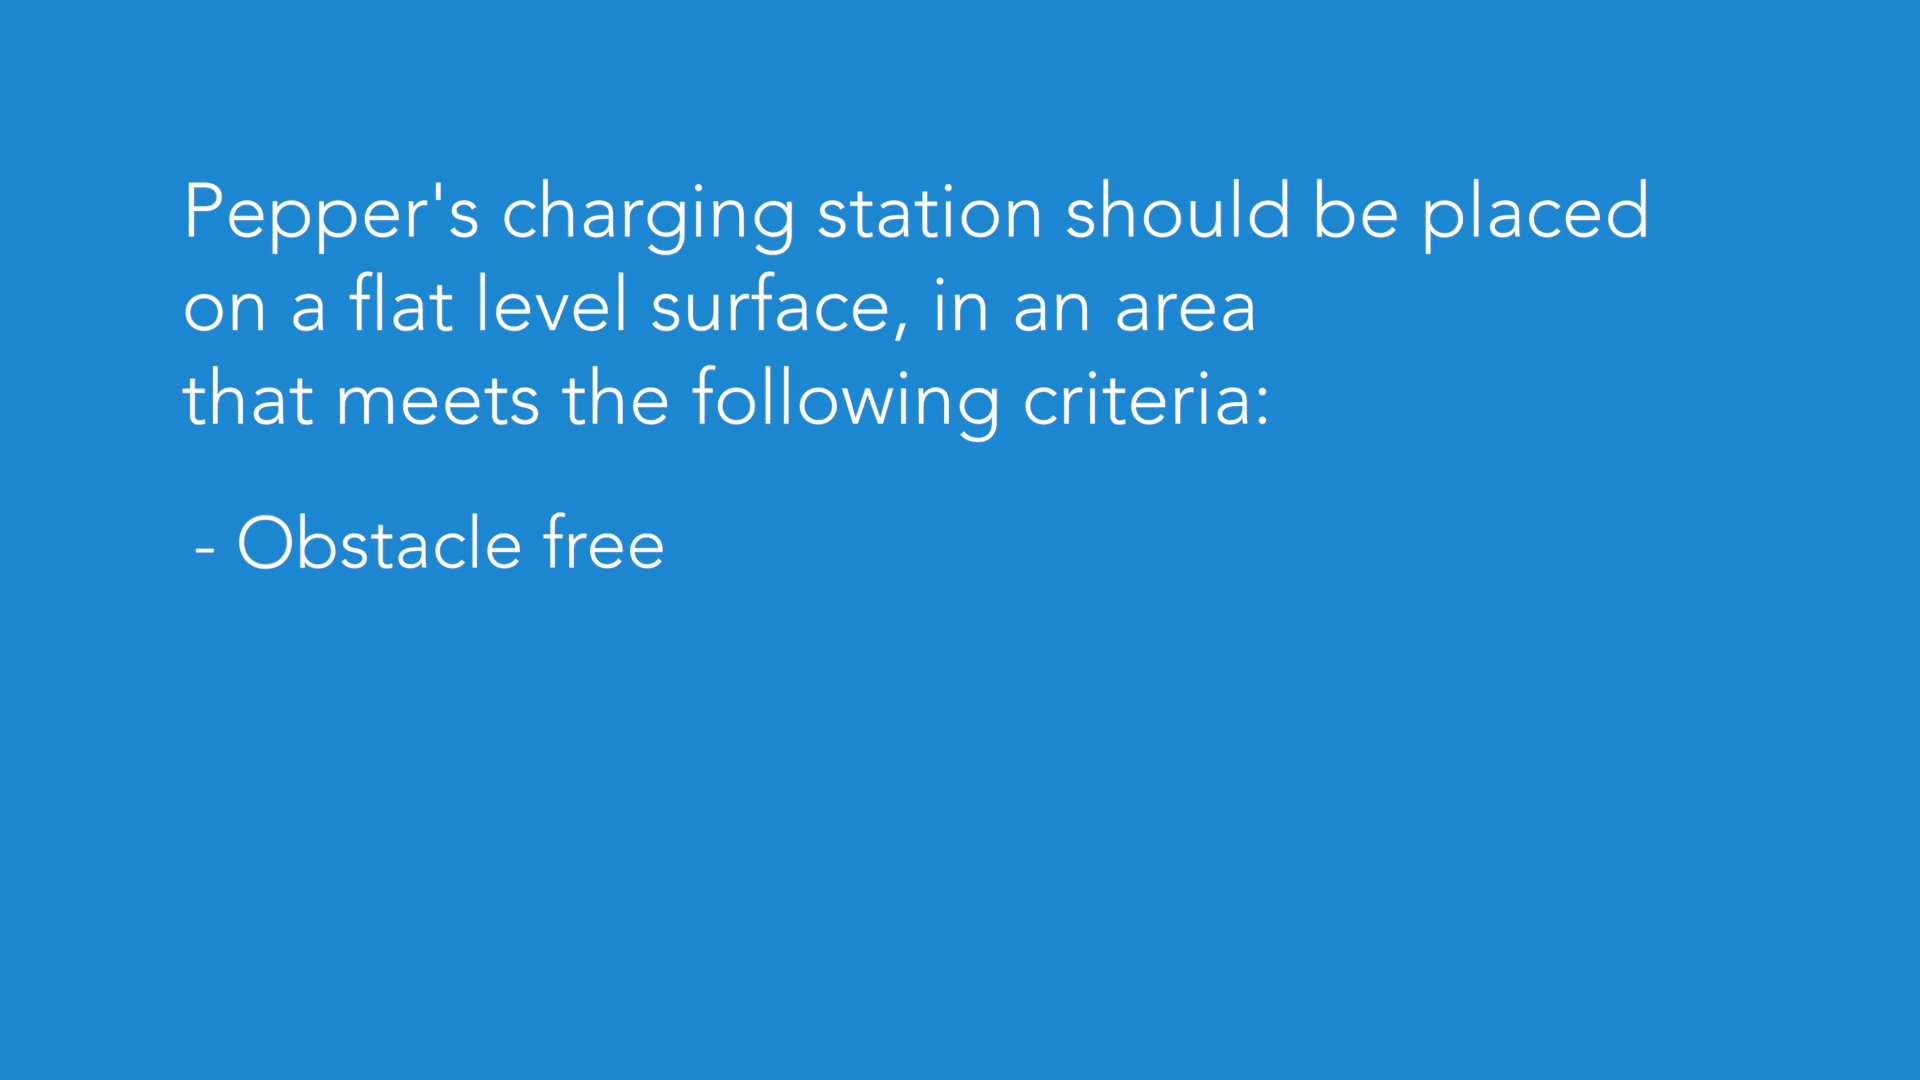 Pepper's charging station should be placed
on a flat level surface, in an area
that meets the following criteria:
- Obstacle free